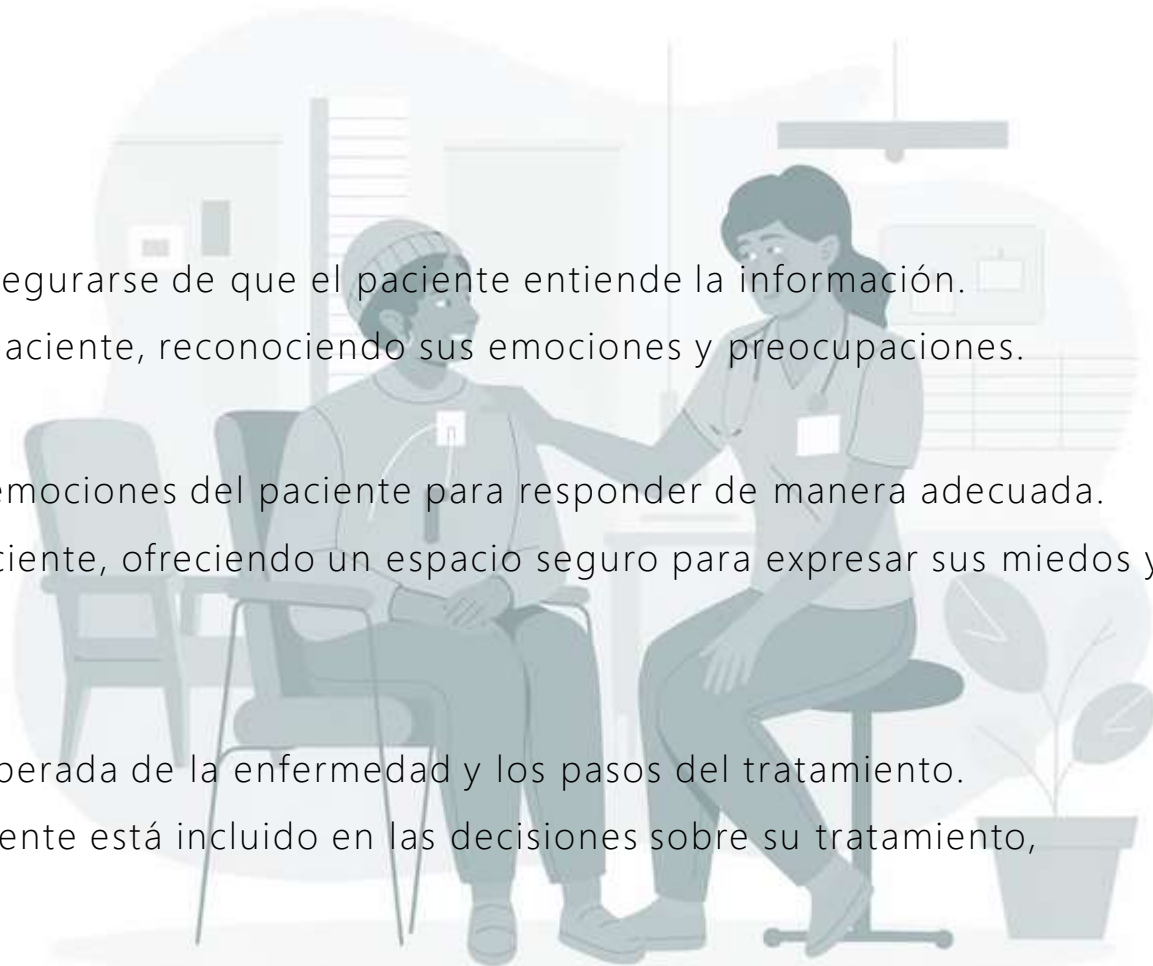 egurarse de que el paciente entiende la información.
aciente, reconociendo sus emociones y preocupaciones.
emociones del paciente para responder de manera adecuada.
ciente, ofreciendo un espacio seguro para expresar sus miedos y
perada de la enfermedad y los pasos del tratamiento.
ente está incluido en las decisiones sobre su tratamiento,